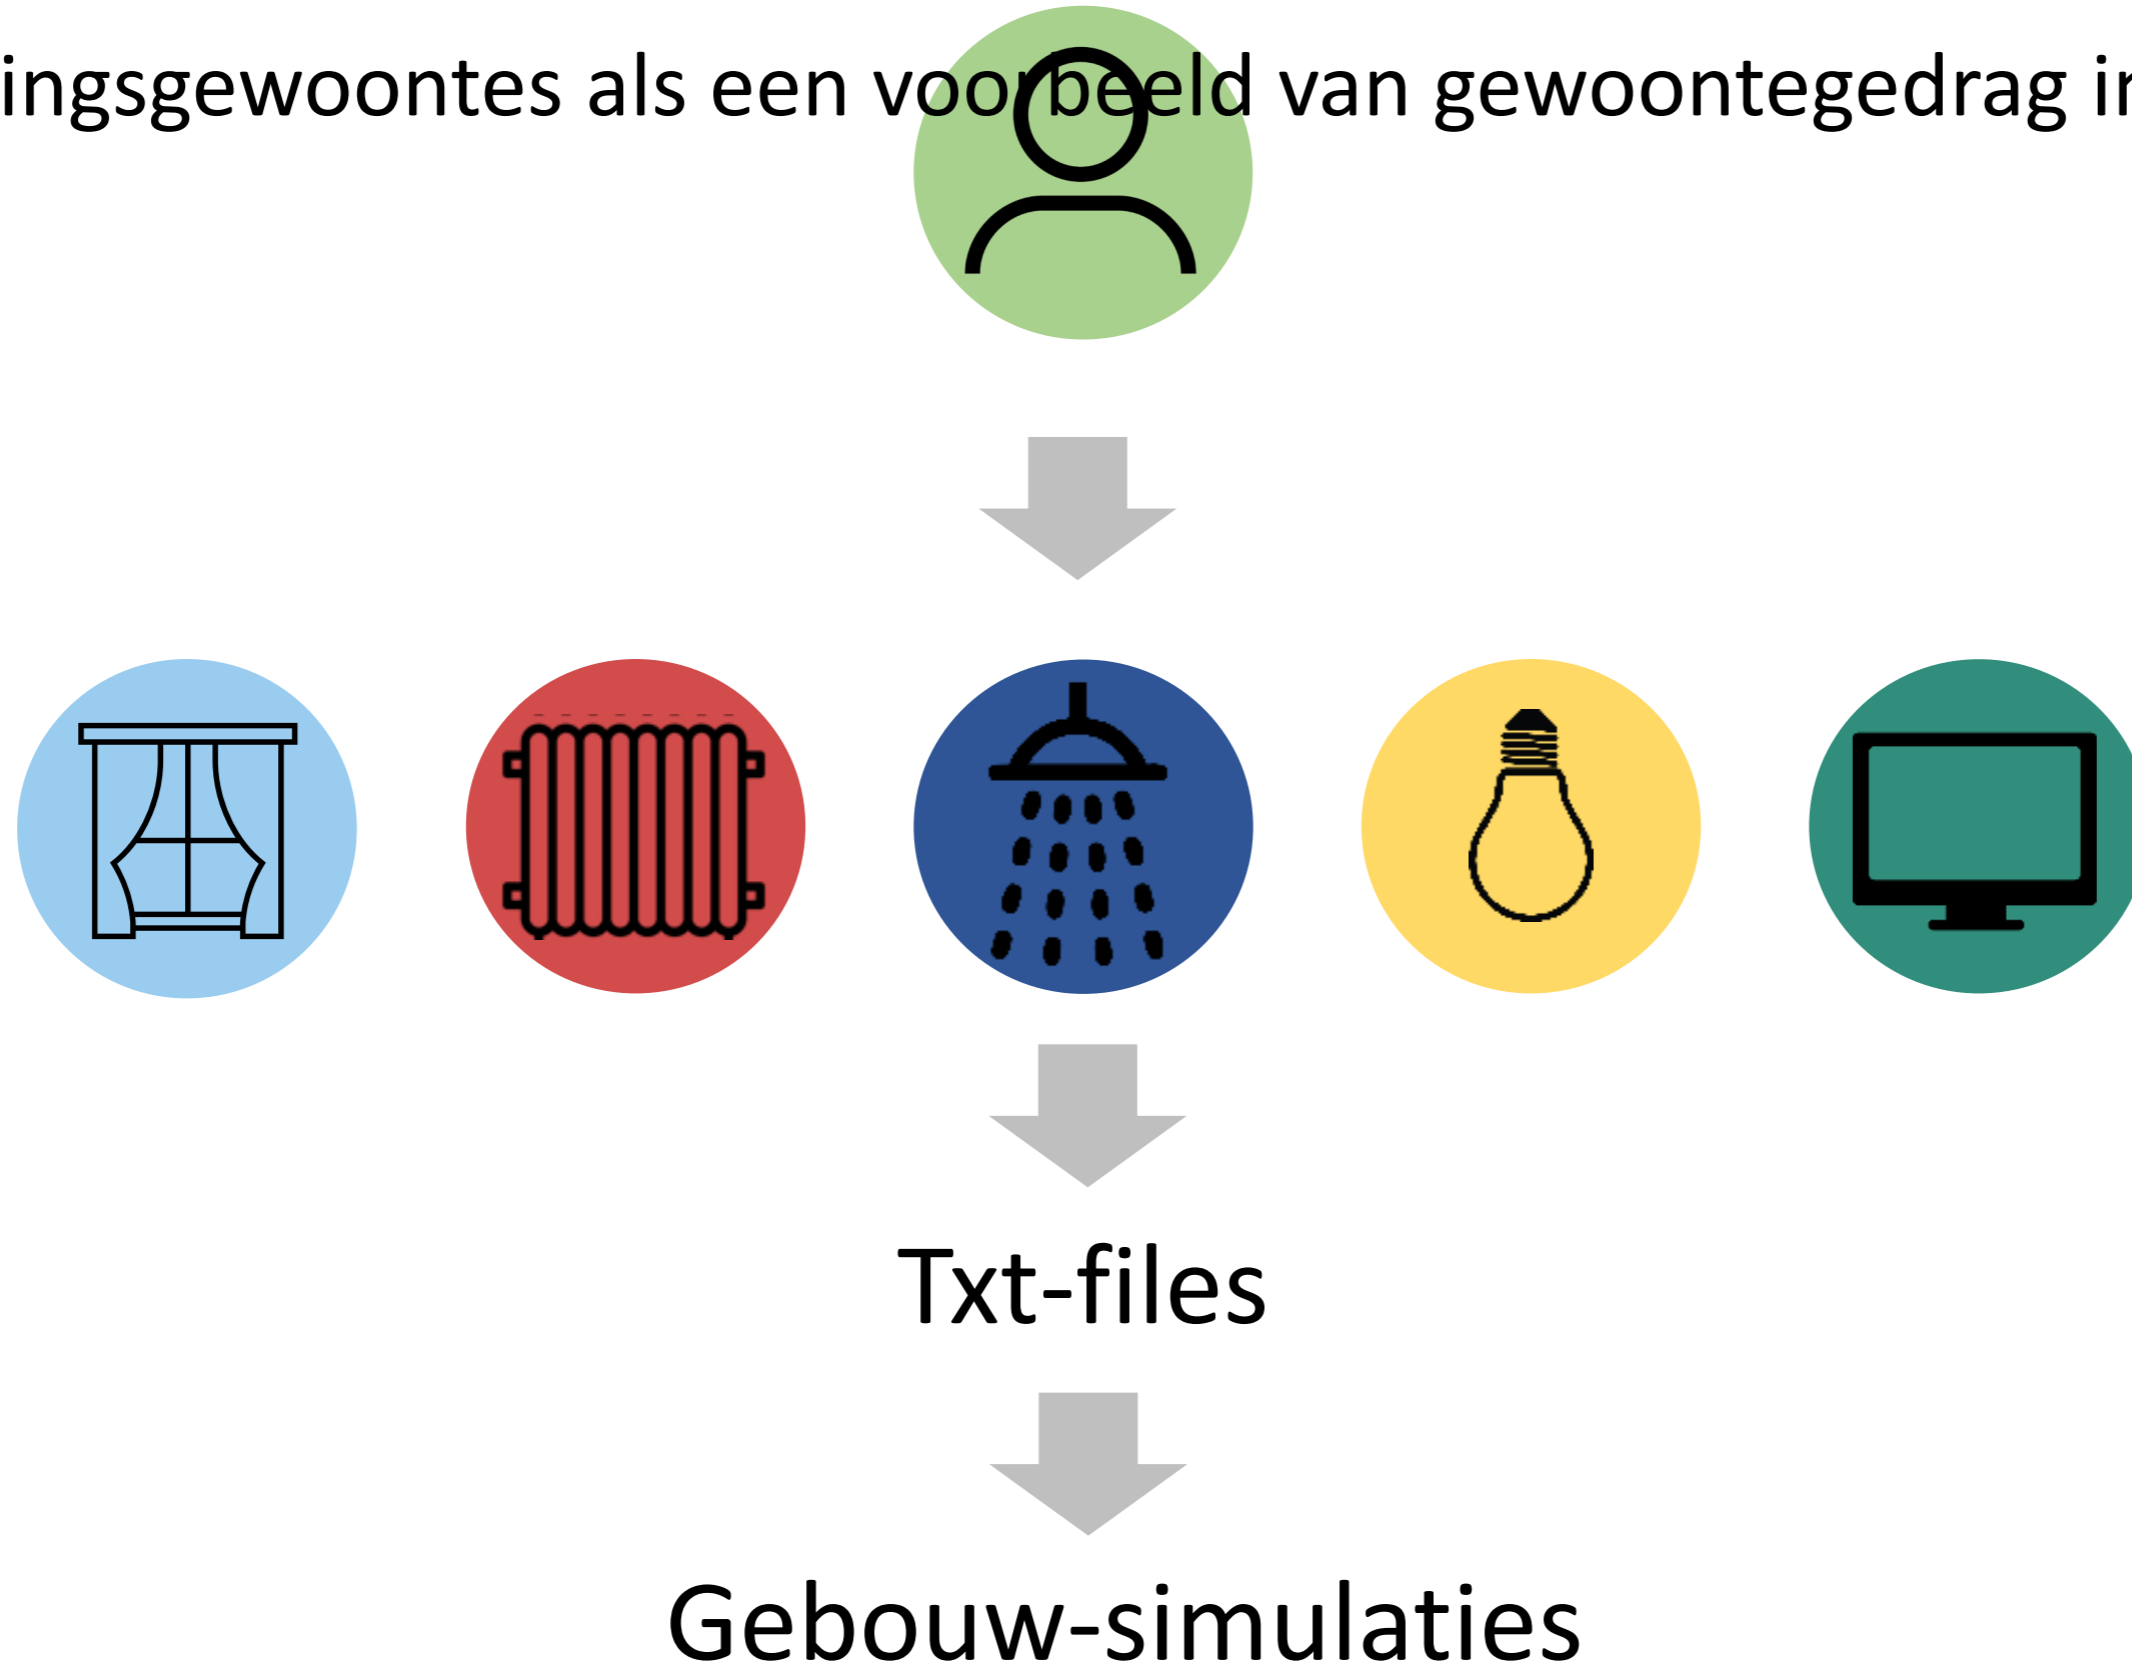 ingsgewoontes als een voorbeeld van gewoontegedrag in
Txt-files
Gebouw-simulaties